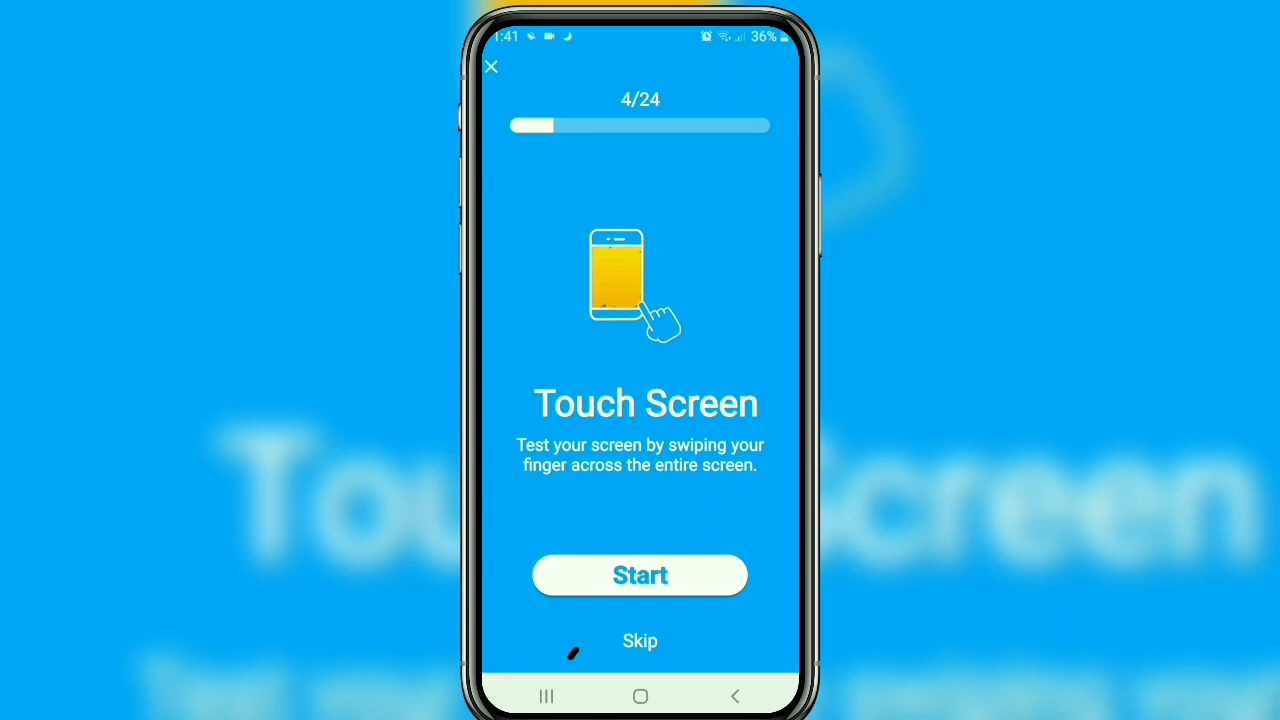 1:41
36%
4/24
Touch Screen
Test your screen by swiping your
finger across the entire screen.
Start
Skip